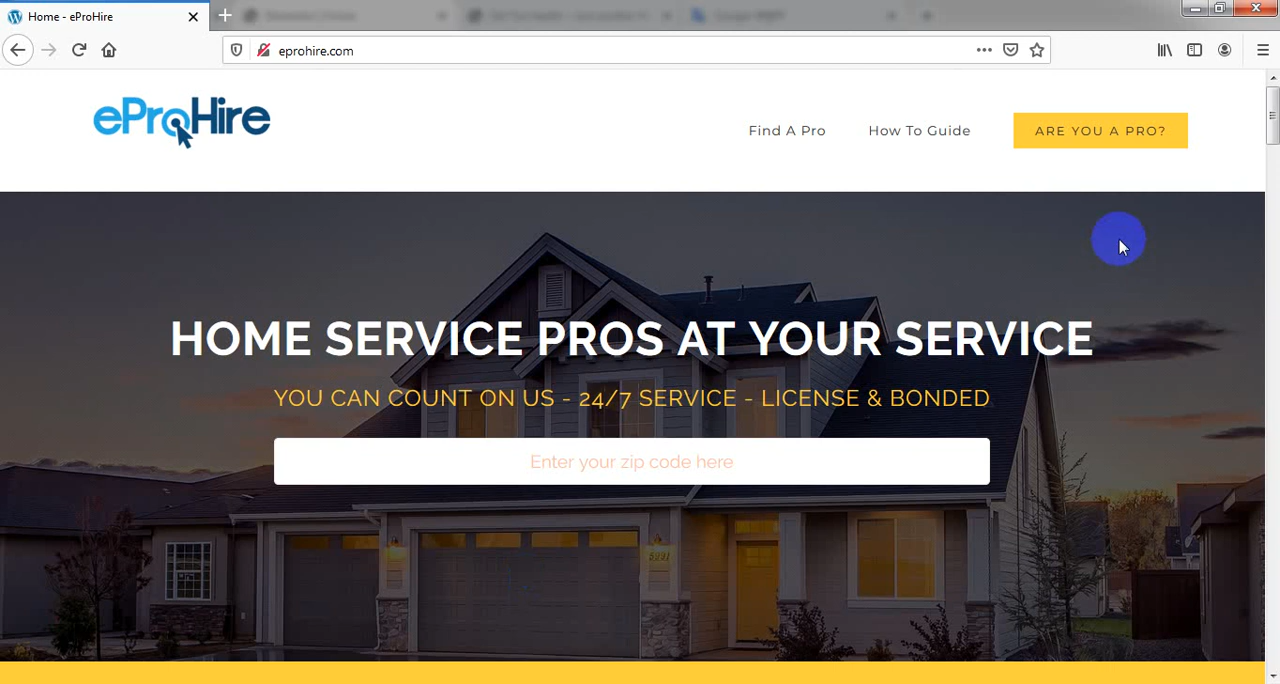 Home - eProHire
eprohire.com
eProHire
Find A Pro
How To Guide
ARE YOU A PRO?
HOME SERVICE PROS AT YOUR SERVICE
YOU CAN COUNT ON US - 24/7 SERVICE - LICENSE & BONDED
Enter your zip code here